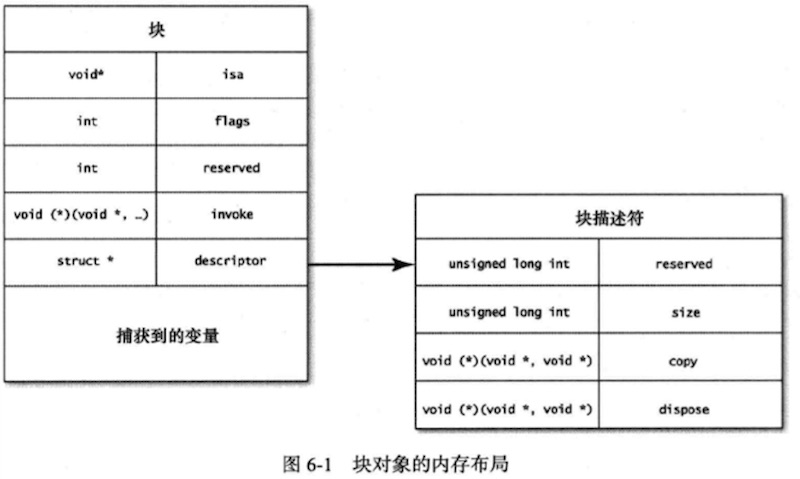 块
void* isa
int flags
int reserved
void (*)(void *, …) invoke
struct * descriptor
捕获到的变量
块描述符
unsigned long int reserved
unsigned long int size
void (*)(void *, void *) copy
void (*)(void *, void *) dispose
图 6-1 块对象的内存布局